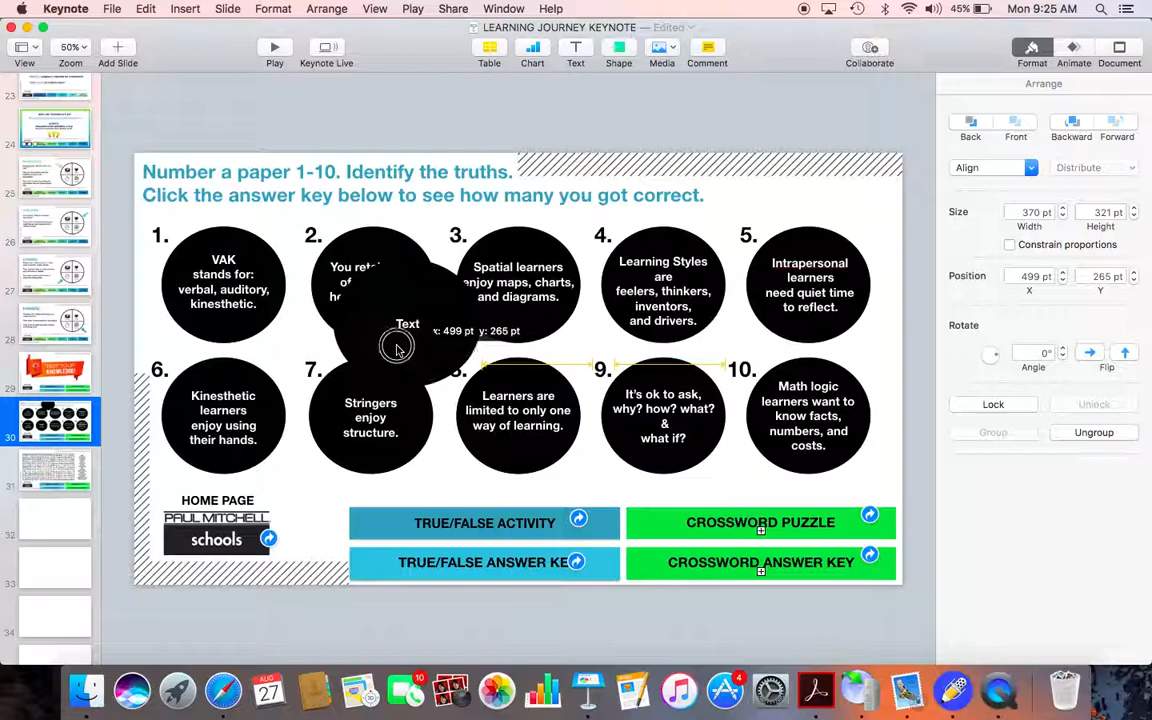 Keynote File Edit Insert Slide Format Arrange View Play Share Window Help 45% Mon 9:25 AM
LEARNING JOURNEY KEYNOTE — Edited
50%
View Zoom Add Slide Play Keynote Live Table Chart Text Shape Media Comment Collaborate Format Animate Document
Arrange
Back Front Backward Forward
Align Distribute
Size 370 pt 321 pt
Width Height
Constrain proportions
Position 499 pt 265 pt
X Y
Rotate
0°
Angle Flip
Lock Unlock
Group Ungroup
23
24
25
26
27
28
29
30
31
32
33
34
Number a paper 1-10. Identify the truths.
Click the answer key below to see how many you got correct.
1.
VAK
stands for:
verbal, auditory,
kinesthetic.
2.
You
of
Text
x: 499 pt y: 265 pt
3.
Spatial learners
enjoy maps, charts,
and diagrams.
4.
Learning Styles
are
feelers, thinkers,
inventors,
and drivers.
5.
Intrapersonal
learners
need quiet time
to reflect.
6.
Kinesthetic
learners
enjoy using
their hands.
7.
Stringers
enjoy
structure.
8.
Learners are
limited to only one
way of learning.
9.
It's ok to ask,
why? how? what?
&
what if?
10.
Math logic
learners want to
know facts,
numbers, and
costs.
HOME PAGE
PAUL MITCHELL
schools
TRUE/FALSE ACTIVITY
CROSSWORD PUZZLE
TRUE/FALSE ANSWER KE
CROSSWORD ANSWER KEY
AUG
27
10
4